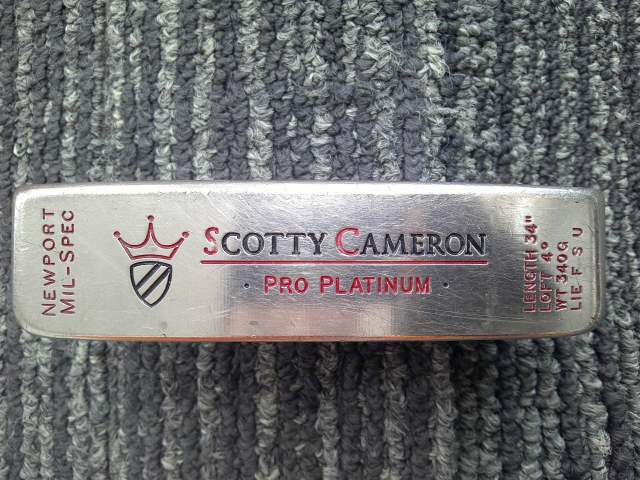 NEWPORT
MIL-SPEC
SCOTTY CAMERON
· PRO PLATINUM ·
LENGTH 34"
LOFT 4°
WT 340G
LIE F S U